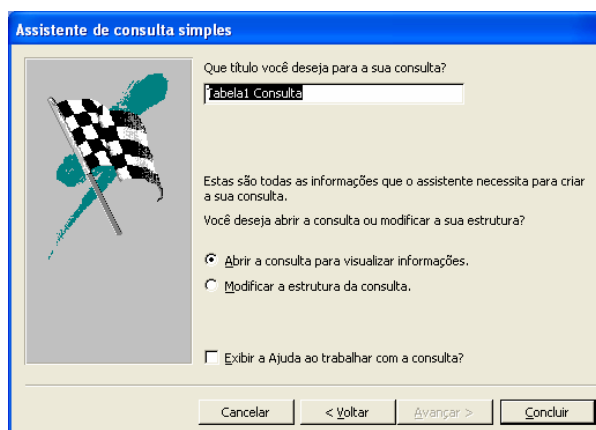 Assistente de consulta simples
Que título você deseja para a sua consulta?
Tabela1 Consulta
Estas são todas as informações que o assistente necessita para criar
a sua consulta.
Você deseja abrir a consulta ou modificar a sua estrutura?
Abrir a consulta para visualizar informações.
Modificar a estrutura da consulta.
Exibir a Ajuda ao trabalhar com a consulta?
Cancelar < Voltar Avançar > Concluir